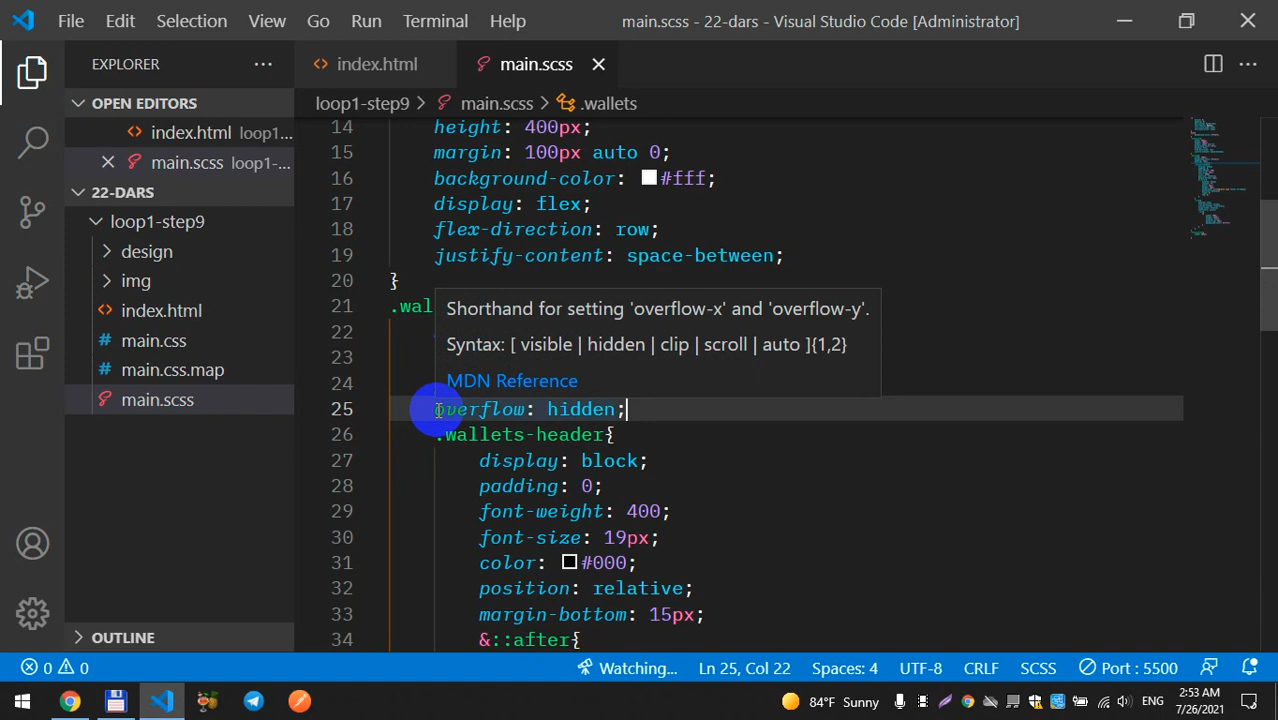 File Edit Selection View Go Run Terminal Help main.scss - 22-dars - Visual Studio Code [Administrator]
EXPLORER
index.html
main.scss
OPEN EDITORS
index.html loop1...
main.scss loop1-...
22-DARS
loop1-step9
design
img
index.html
main.css
main.css.map
main.scss
OUTLINE
loop1-step9 > main.scss > .wallets
14 height: 400px;
15 margin: 100px auto 0;
16 background-color: #fff;
17 display: flex;
18 flex-direction: row;
19 justify-content: space-between;
20 }
21 .wal
Shorthand for setting 'overflow-x' and 'overflow-y'.
22
Syntax: [ visible | hidden | clip | scroll | auto ]{1,2}
23
MDN Reference
24
25 overflow: hidden;
26 .wallets-header{
27 display: block;
28 padding: 0;
29 font-weight: 400;
30 font-size: 19px;
31 color: #000;
32 position: relative;
33 margin-bottom: 15px;
34 &::after{
0 0 Watching... Ln 25, Col 22 Spaces: 4 UTF-8 CRLF SCSS Port : 5500
84°F Sunny ENG
2:53 AM
7/26/2021